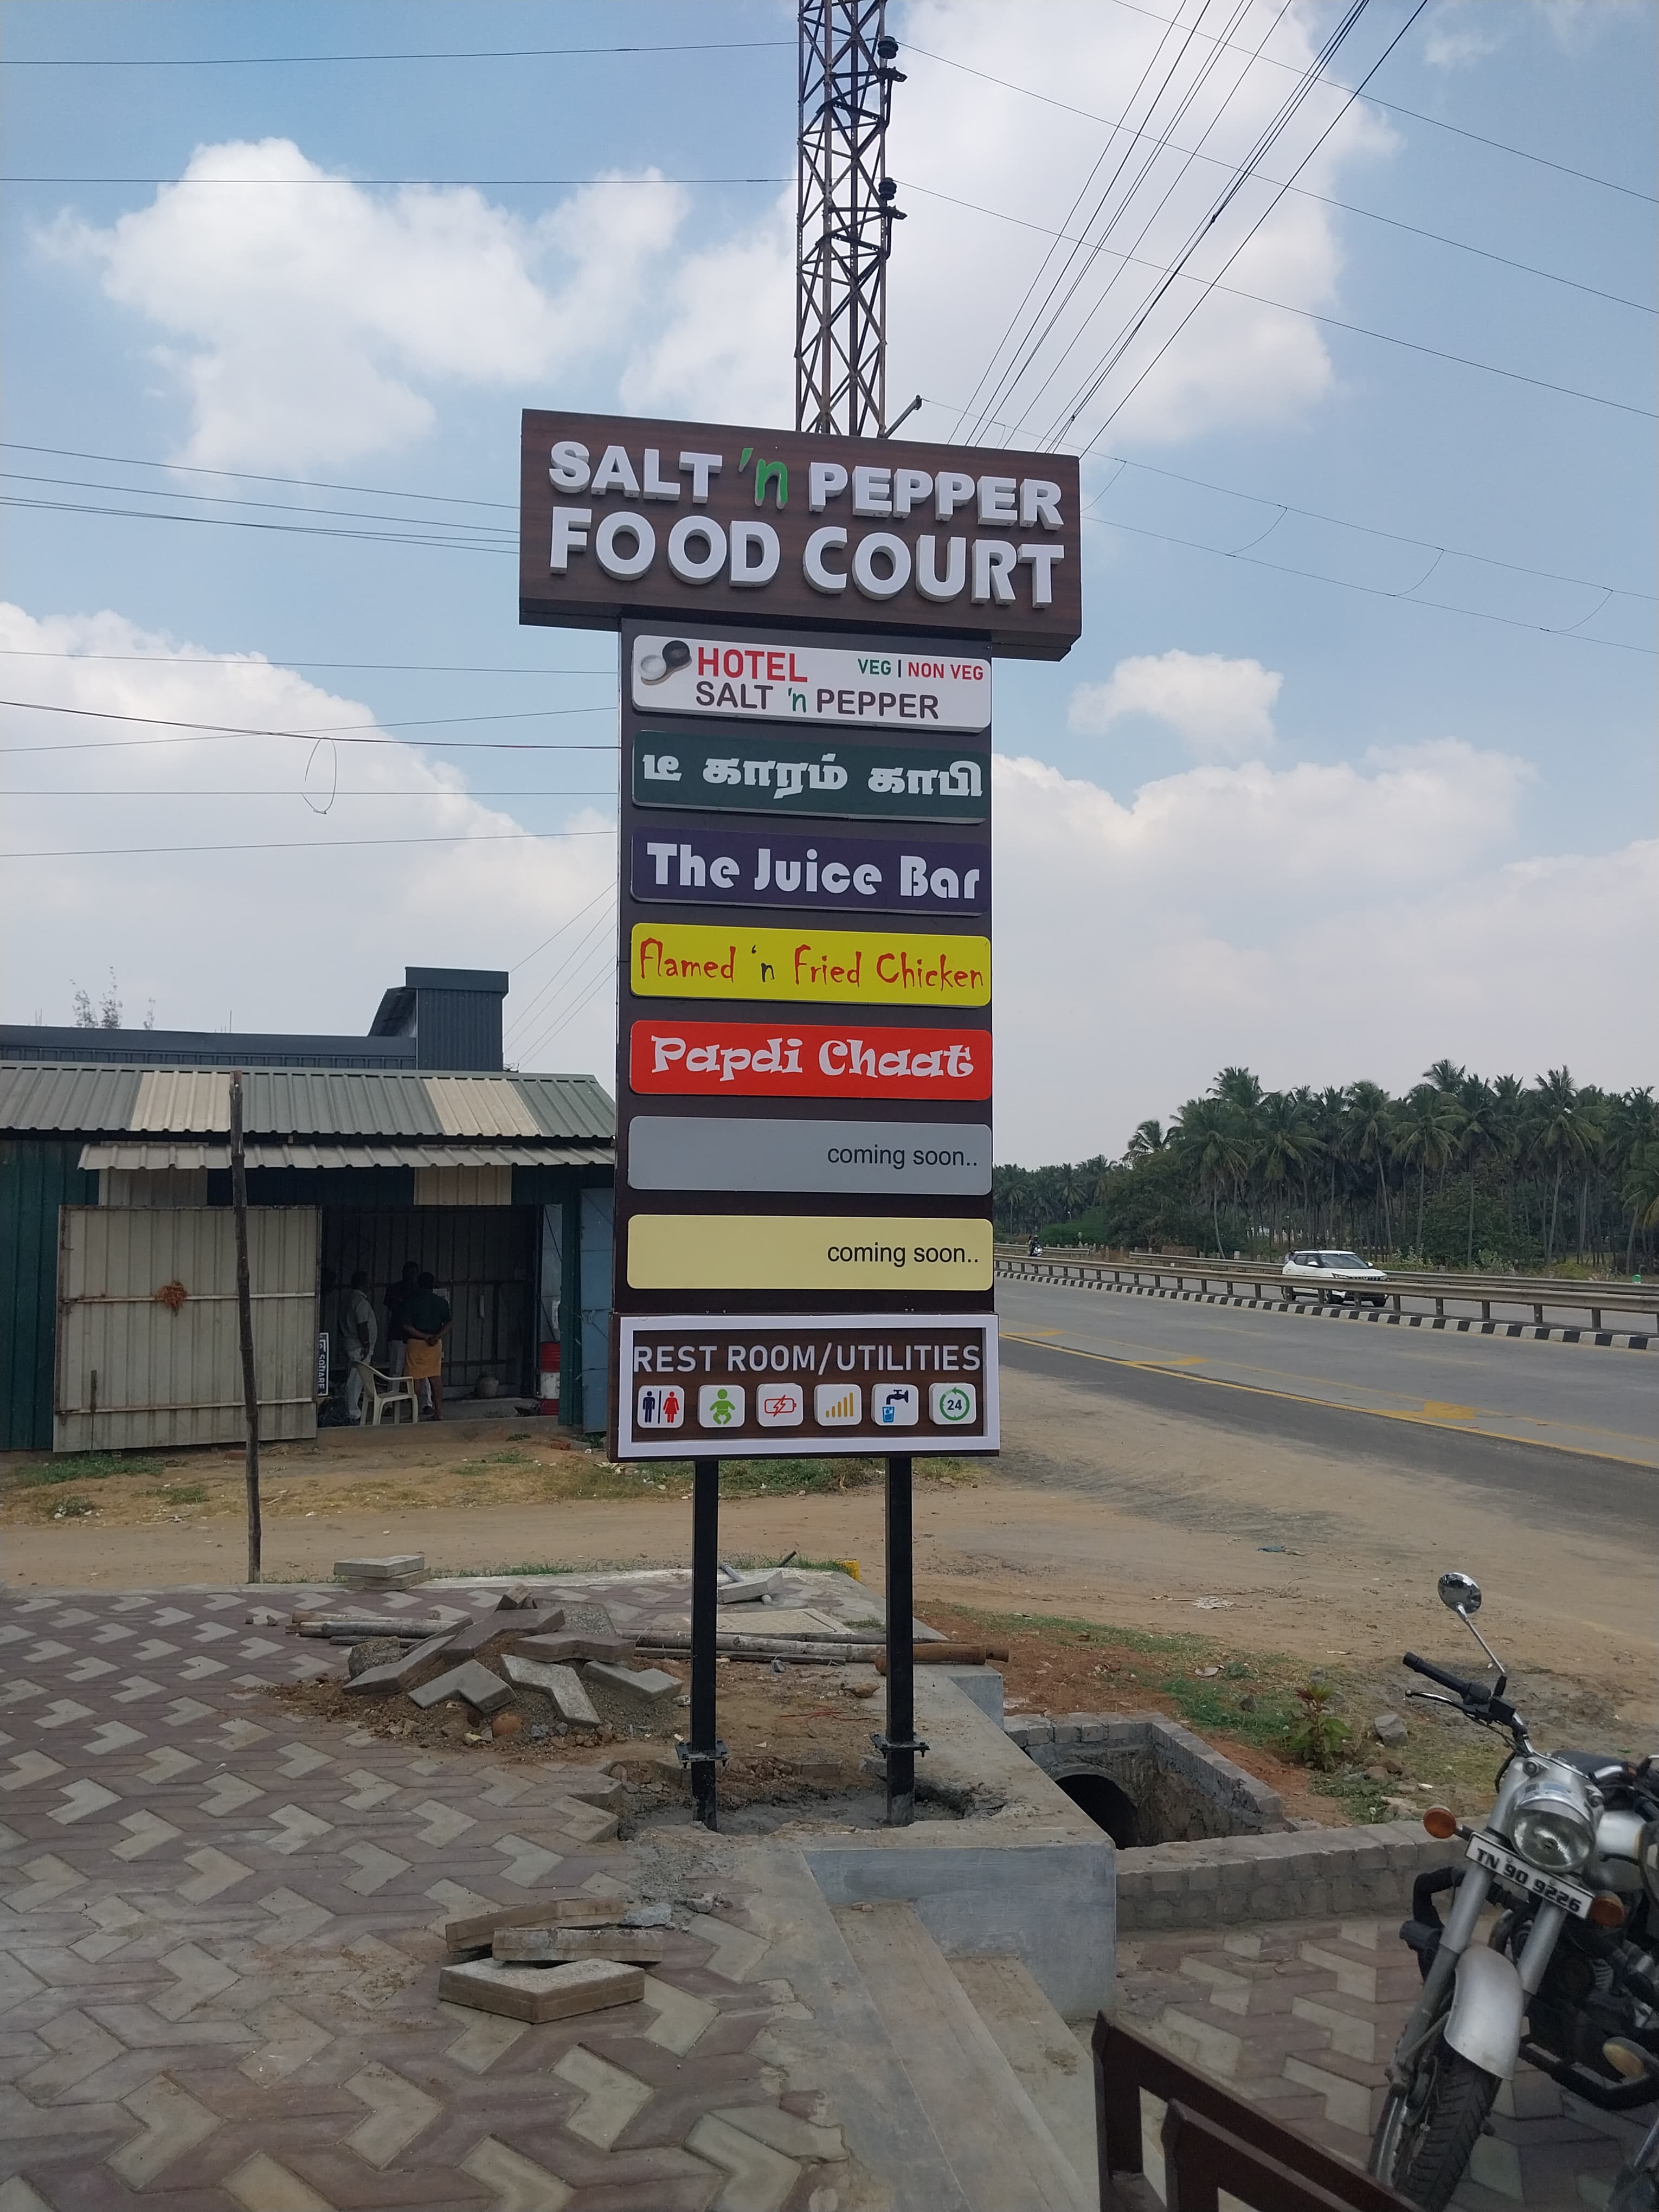 SALT 'n PEPPER
FOOD COURT
HOTEL VEG | NON VEG
SALT 'n PEPPER
டீ காரம் காபி
The Juice Bar
Flamed 'n Fried Chicken
Papdi Chaat
coming soon..
coming soon..
REST ROOM/UTILITIES
24
TN 90 9226